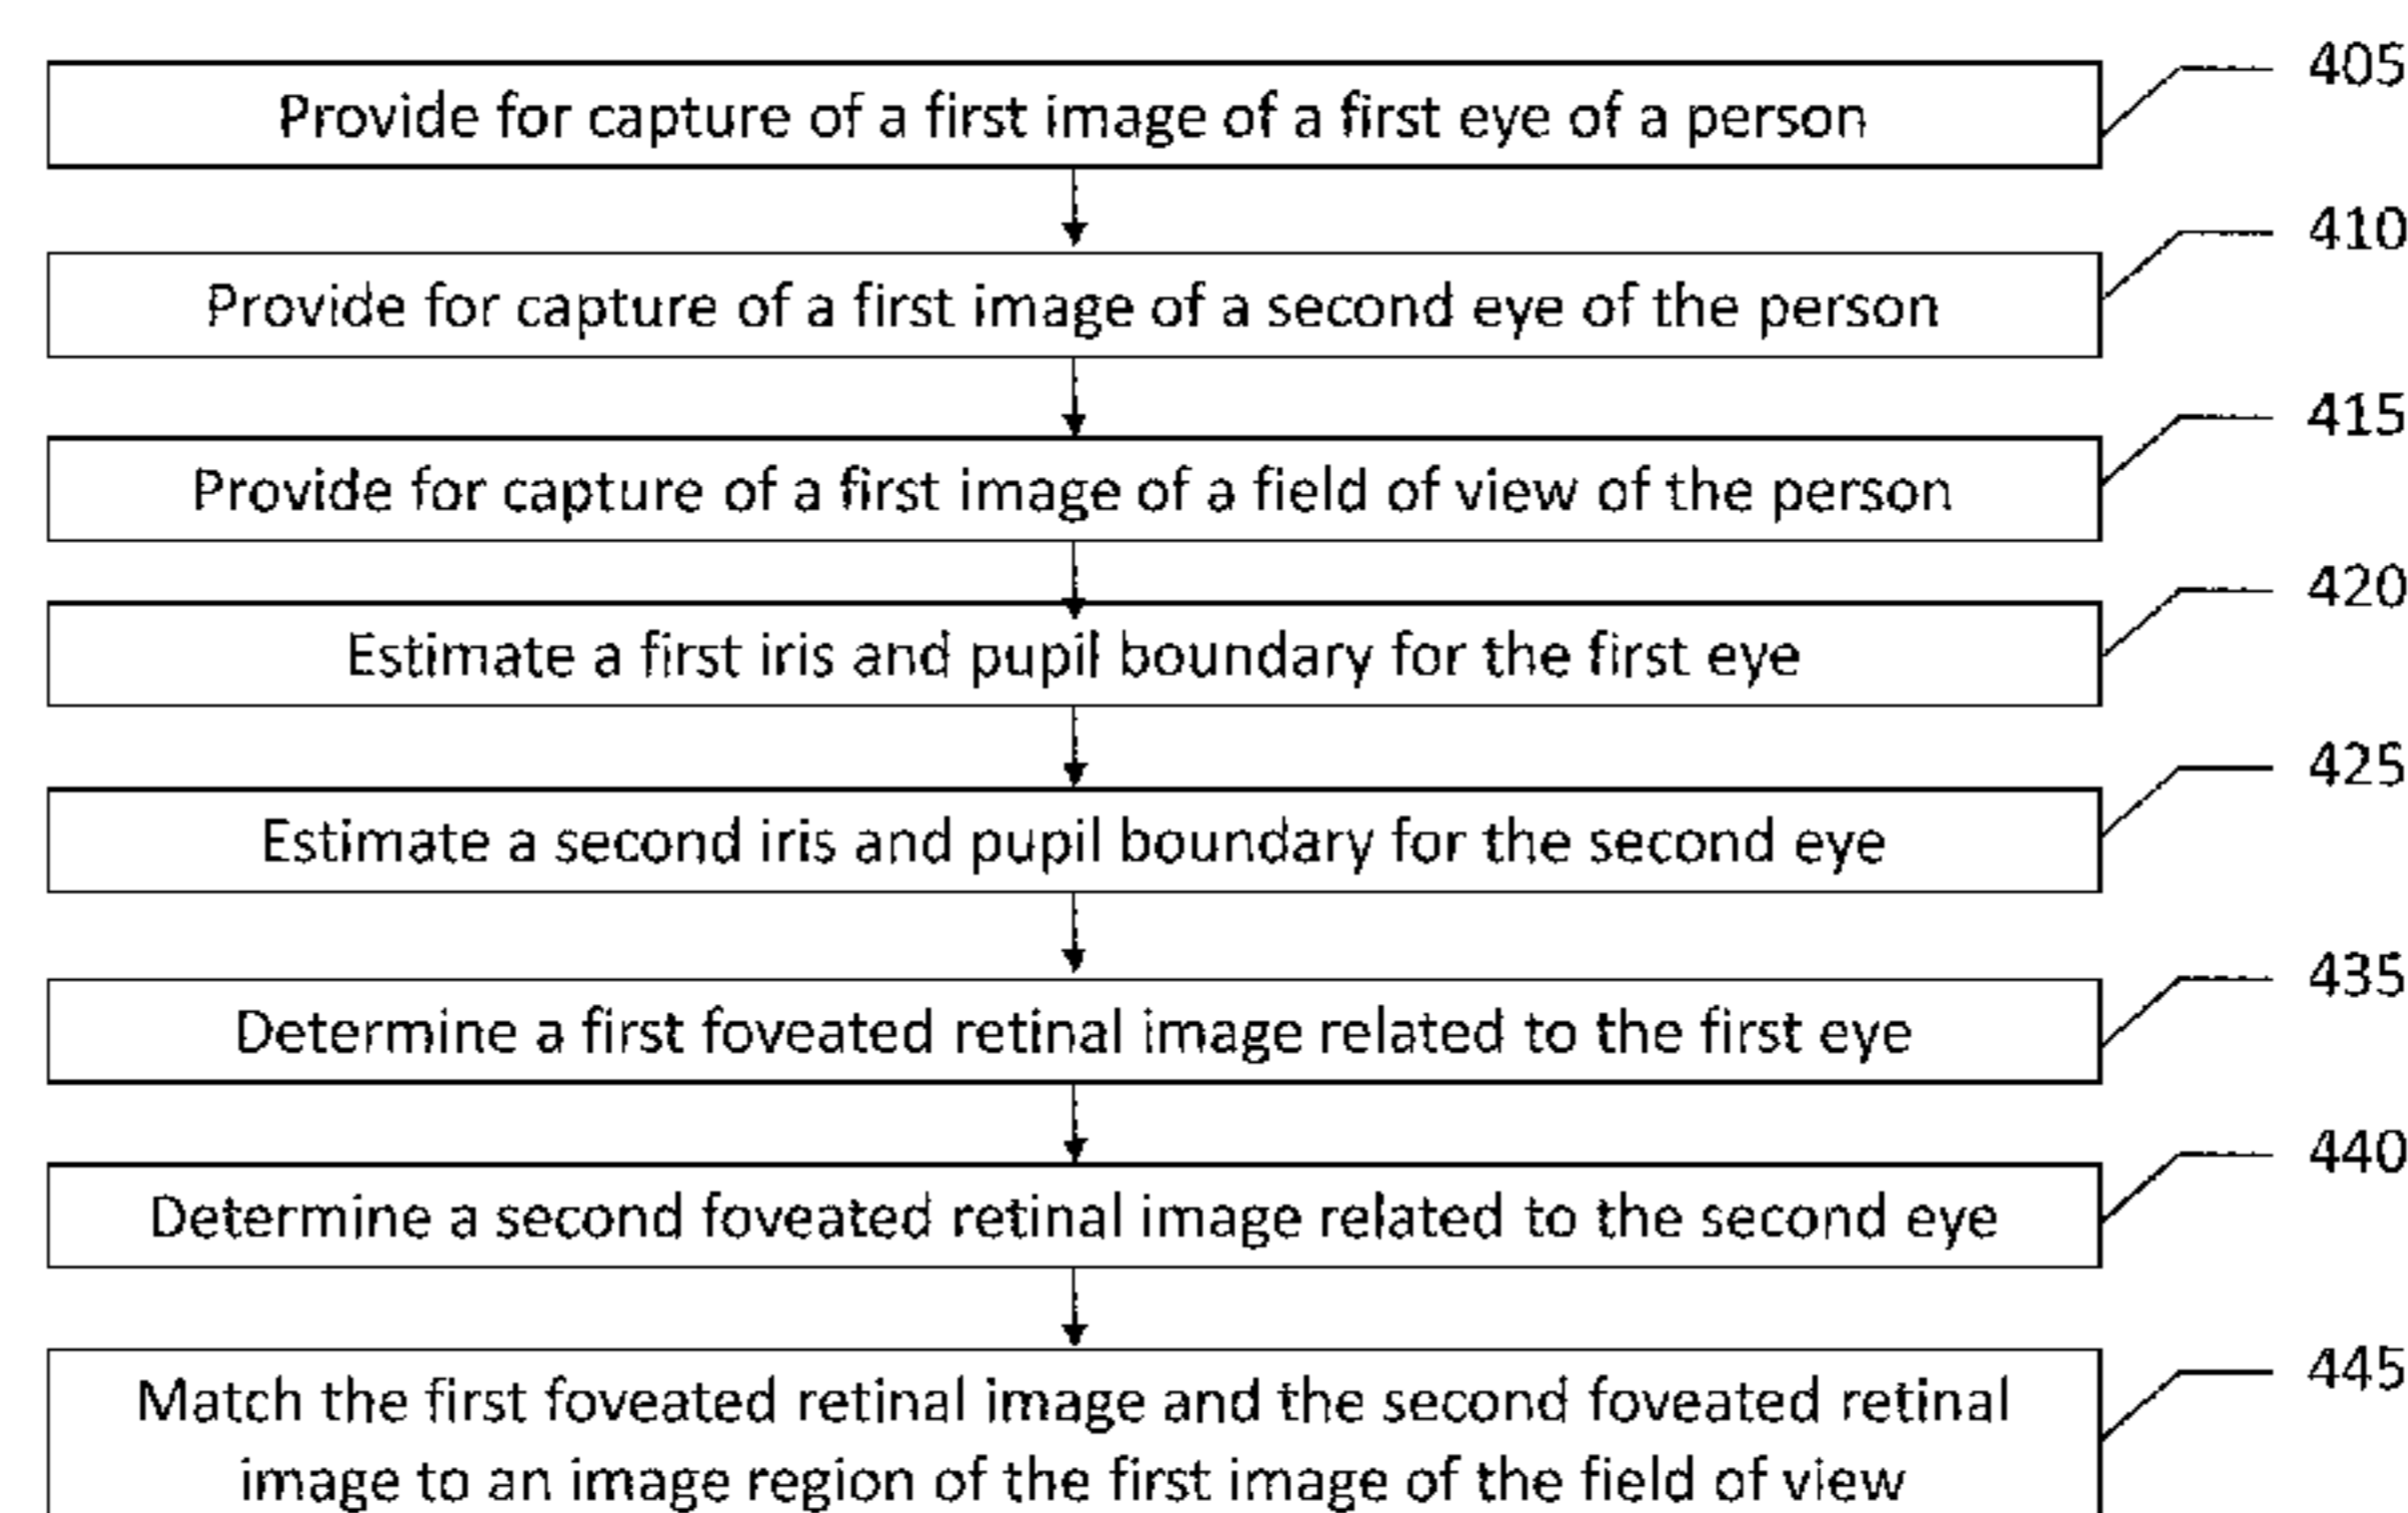 405
Provide for capture of a first image of a first eye of a person
410
Provide for capture of a first image of a second eye of the person
415
Provide for capture of a first image of a field of view of the person
420
Estimate a first iris and pupil boundary for the first eye
425
Estimate a second iris and pupil boundary for the second eye
435
Determine a first foveated retinal image related to the first eye
440
Determine a second foveated retinal image related to the second eye
445
Match the first foveated retinal image and the second foveated retinal
image to an image region of the first image of the field of view